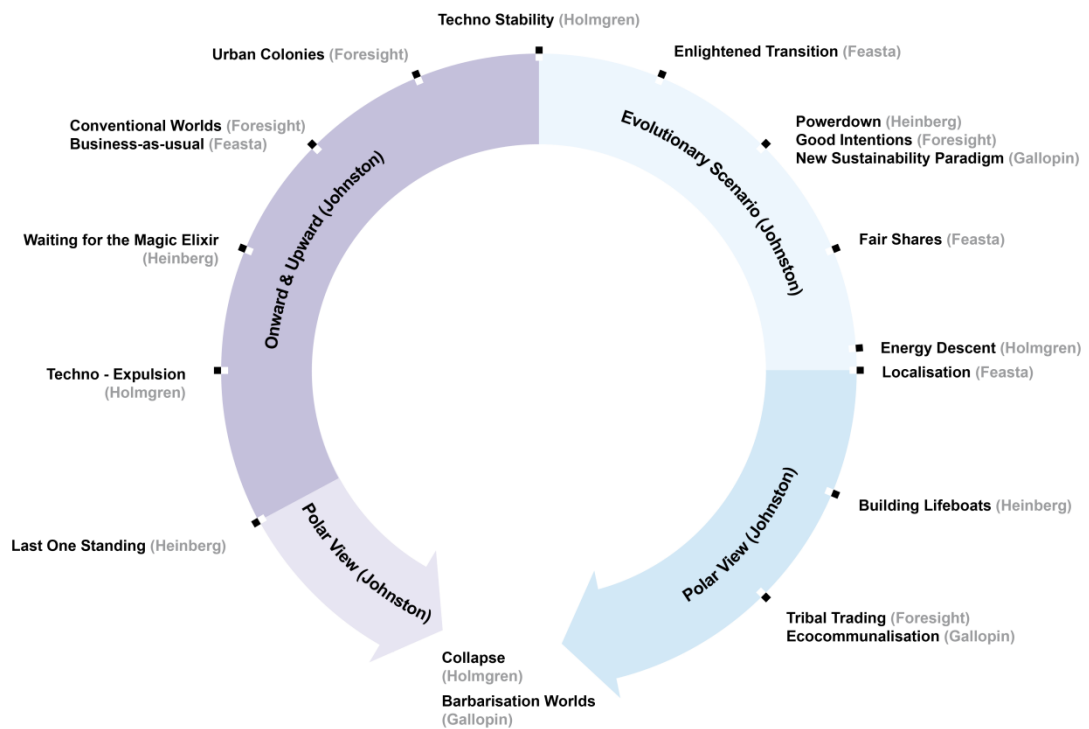 Techno Stability (Holmgren)
Urban Colonies (Foresight)
Enlightened Transition (Feasta)
Conventional Worlds (Foresight)
Business-as-usual (Feasta)
Powerdown (Heinberg)
Good Intentions (Foresight)
New Sustainability Paradigm (Gallopin)
Onward & Upward (Johnston)
Evolutionary Scenario (Johnston)
Waiting for the Magic Elixir
(Heinberg)
Fair Shares (Feasta)
Techno - Expulsion
(Holmgren)
Energy Descent (Holmgren)
Localisation (Feasta)
Last One Standing (Heinberg)
Building Lifeboats (Heinberg)
Polar View (Johnston)
Polar View (Johnston)
Tribal Trading (Foresight)
Ecocommunalisation (Gallopin)
Collapse
(Holmgren)
Barbarisation Worlds
(Gallopin)